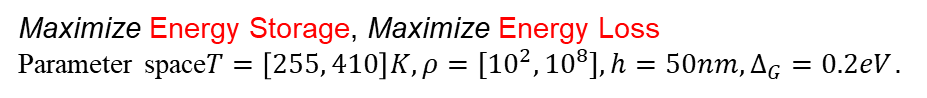 Maximize Energy Storage, Maximize Energy Loss
Parameter space𝑇 = [255, 410]𝐾, 𝜌 = [10², 10⁸], ℎ = 50𝑛𝑚, Δ_G = 0.2𝑒𝑉.